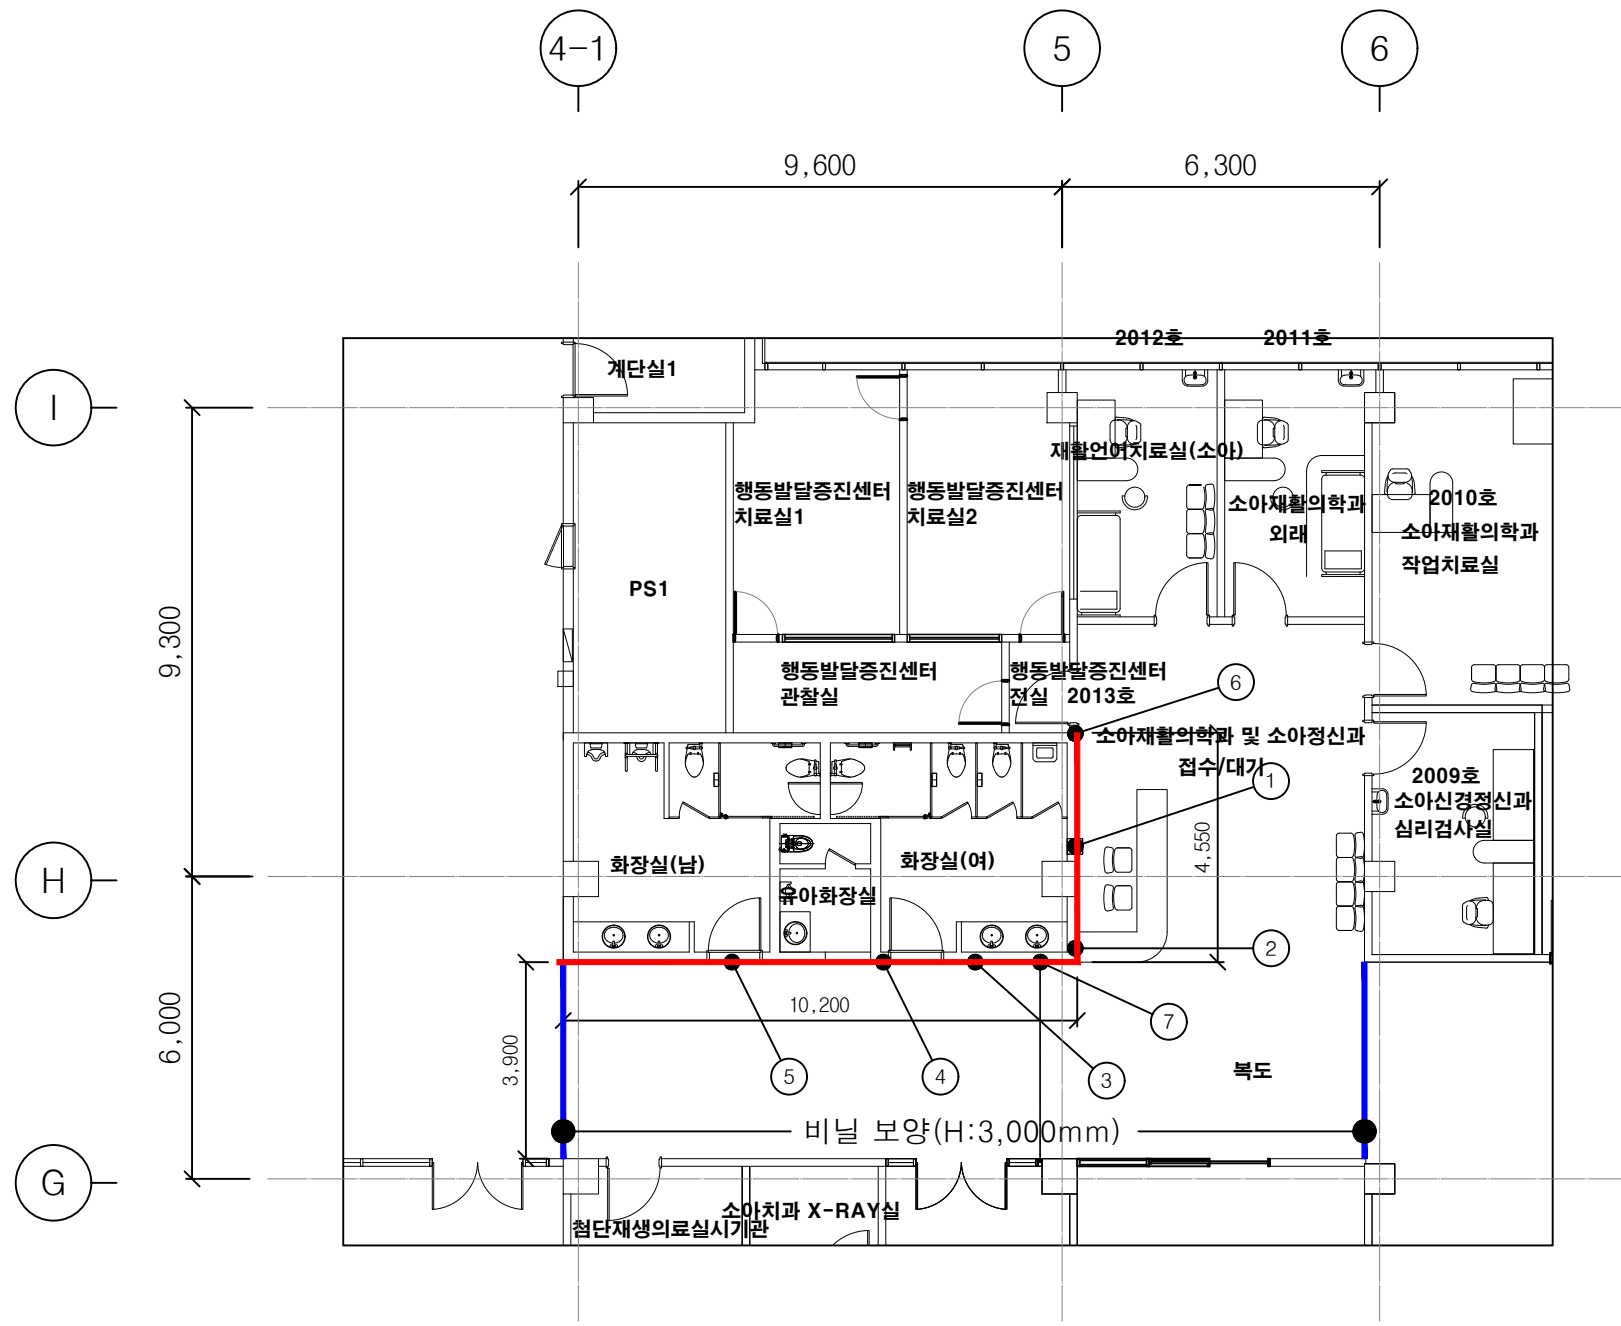 4-1
5
6
9,600
6,300
2012호
2011호
계단실1
I
재활언어치료실(소아)
행동발달증진센터
치료실1
행동발달증진센터
치료실2
소아재활의학과
외래
2010호
소아재활의학과
작업치료실
PS1
9,300
행동발달증진센터
관찰실
행동발달증진센터
전실 2013호
6
소아재활의학과 및 소아정신과
접수/대기
1
2009호
소아신경정신과
심리검사실
4,550
화장실(남)
화장실(여)
유아화장실
H
2
10,200
7
6,000
3,900
5
4
3
복도
비닐 보양(H:3,000mm)
G
소아치과 X-RAY실
첨단재생의료실시기관